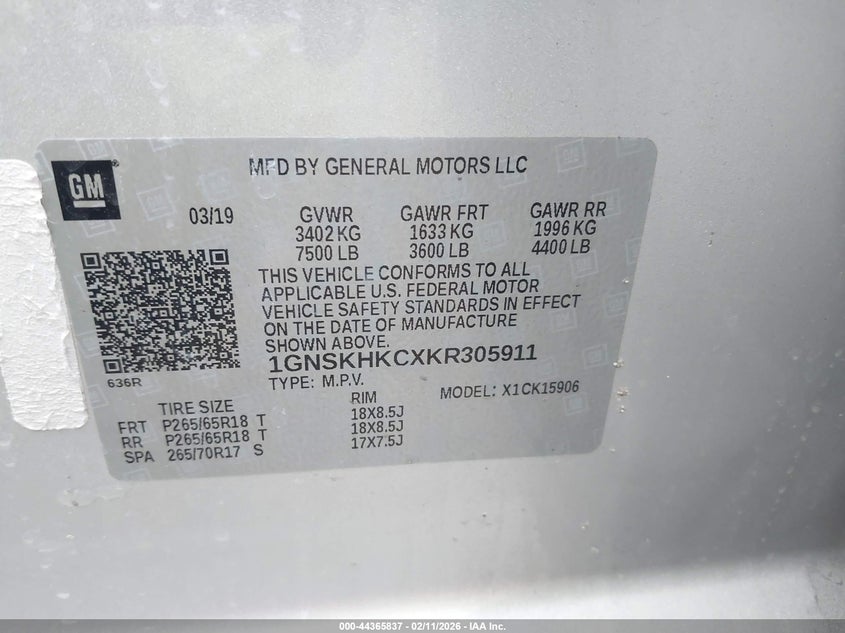 GM
MFD BY GENERAL MOTORS LLC
03/19 GVWR GAWR FRT GAWR RR
3402 KG 1633 KG 1996 KG
7500 LB 3600 LB 4400 LB
THIS VEHICLE CONFORMS TO ALL
APPLICABLE U.S. FEDERAL MOTOR
VEHICLE SAFETY STANDARDS IN EFFECT
ON THE DATE OF MANUFACTURE
SHOWN ABOVE.
1GNSKHKCXKR305911
636R
TYPE: M.P.V. MODEL: X1CK15906
TIRE SIZE RIM
FRT P265/65R18 T 18X8.5J
RR P265/65R18 T 18X8.5J
SPA 265/70R17 S 17X7.5J
000-44365837 - 02/11/2026 - IAA Inc.